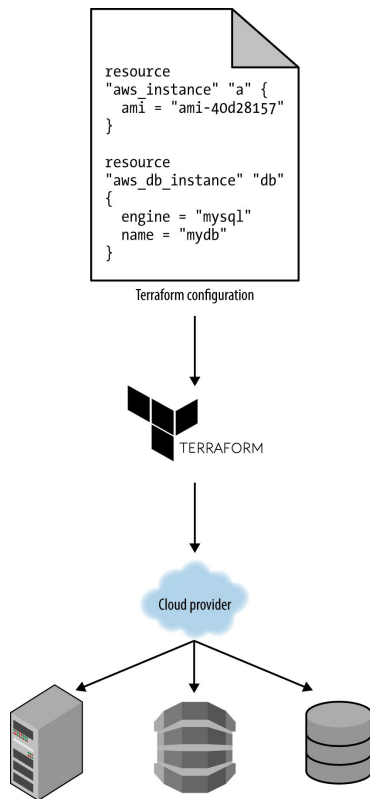 resource
"aws_instance" "a" {
  ami = "ami-40d28157"
}
resource
"aws_db_instance" "db"
{
  engine = "mysql"
  name = "mydb"
}
Terraform configuration
TERRAFORM
Cloud provider